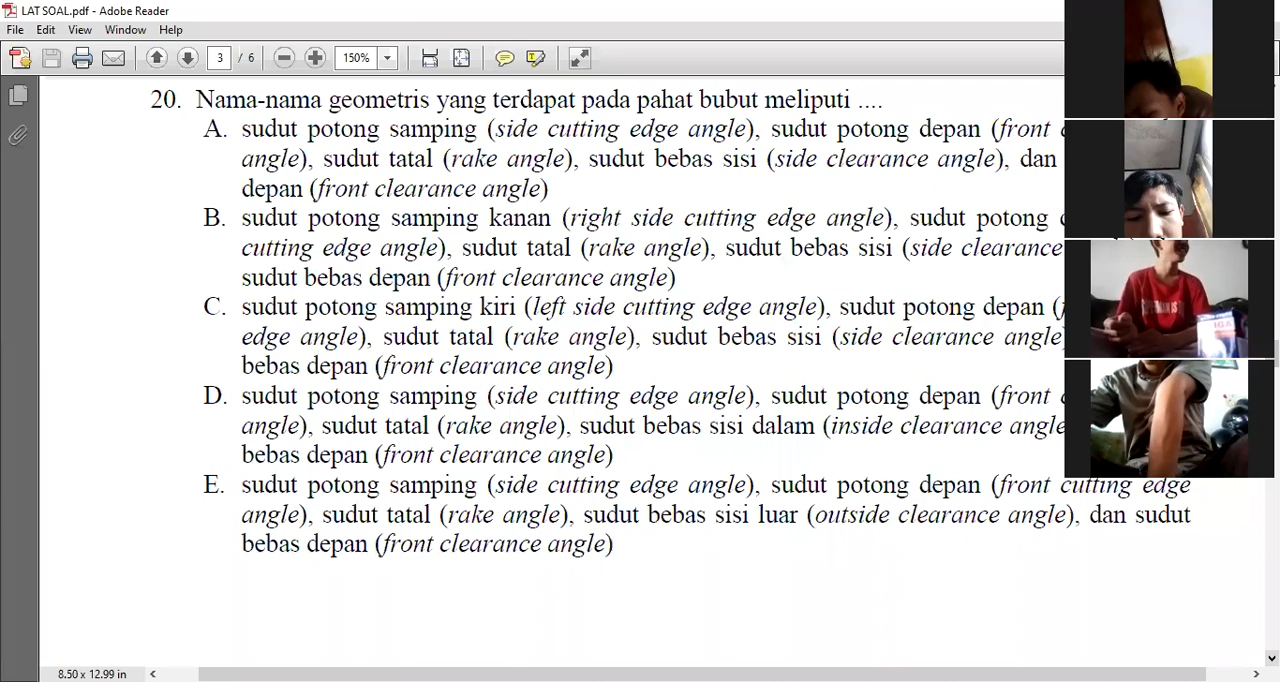 LAT SOAL.pdf - Adobe Reader
File Edit View Window Help
3 / 6 150%
20. Nama-nama geometris yang terdapat pada pahat bubut meliputi ....
A. sudut potong samping (side cutting edge angle), sudut potong depan (front
angle), sudut tatal (rake angle), sudut bebas sisi (side clearance angle), dan
depan (front clearance angle)
B. sudut potong samping kanan (right side cutting edge angle), sudut potong
cutting edge angle), sudut tatal (rake angle), sudut bebas sisi (side clearance
sudut bebas depan (front clearance angle)
C. sudut potong samping kiri (left side cutting edge angle), sudut potong depan (
edge angle), sudut tatal (rake angle), sudut bebas sisi (side clearance angle
bebas depan (front clearance angle)
D. sudut potong samping (side cutting edge angle), sudut potong depan (front
angle), sudut tatal (rake angle), sudut bebas sisi dalam (inside clearance angle
bebas depan (front clearance angle)
E. sudut potong samping (side cutting edge angle), sudut potong depan (front cutting edge
angle), sudut tatal (rake angle), sudut bebas sisi luar (outside clearance angle), dan sudut
bebas depan (front clearance angle)
8.50 x 12.99 in